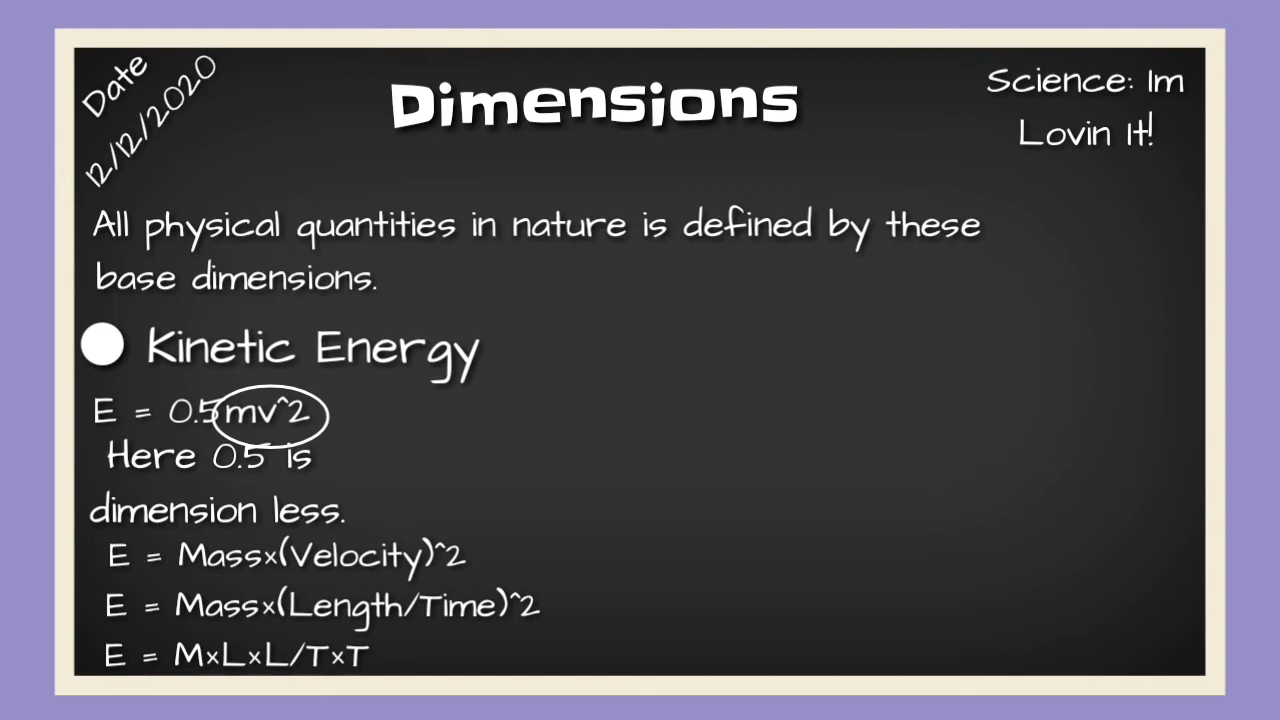 Date
12/12/2020
Dimensions
Science: Im
Lovin It!
All physical quantities in nature is defined by these
base dimensions.
Kinetic Energy
E = 0.5mv^2
Here 0.5 is
dimension less.
E = Mass×(Velocity)^2
E = Mass×(Length/Time)^2
E = M×L×L/T×T